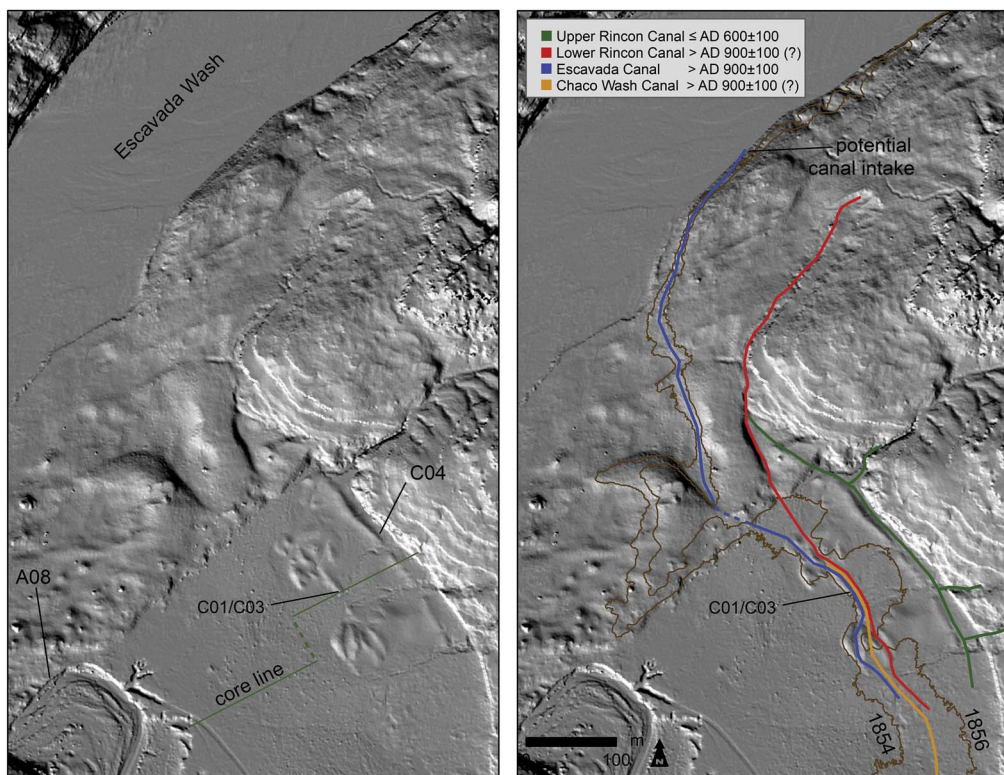 Escavada Wash
C04
A08
C01/C03
core line
Upper Rincon Canal ≤ AD 600±100
Lower Rincon Canal > AD 900±100 (?)
Escavada Canal > AD 900±100
Chaco Wash Canal > AD 900±100 (?)
potential
canal intake
C01/C03
1854
1856
m
100
N